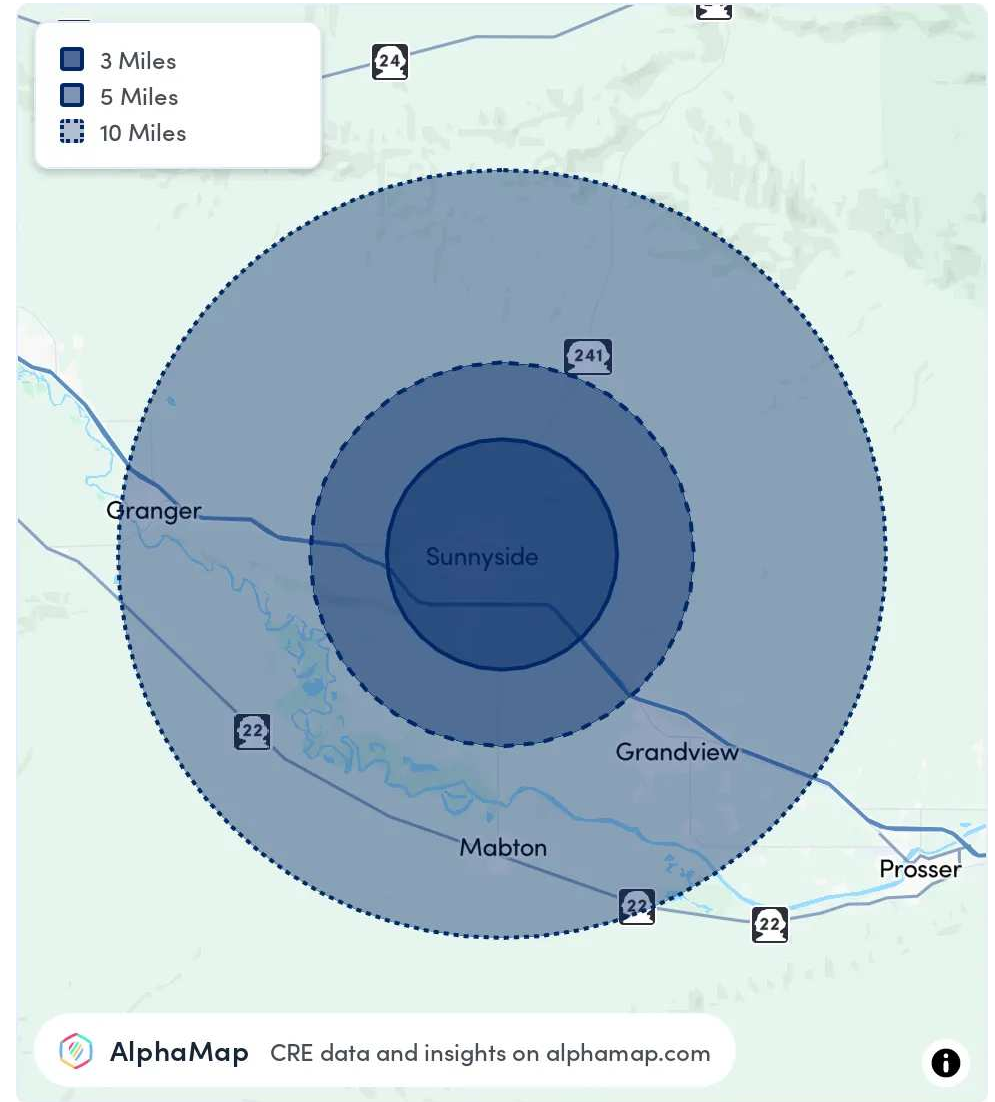 3 Miles
5 Miles
10 Miles
24
241
Granger
Sunnyside
22
Grandview
Mabton
Prosser
22
22
AlphaMap CRE data and insights on alphamap.com